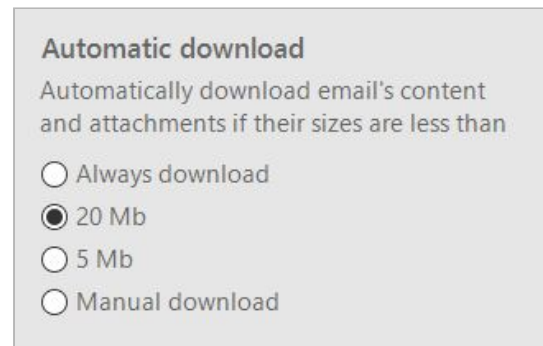 Automatic download
Automatically download email's content
and attachments if their sizes are less than
Always download
20 Mb
5 Mb
Manual download